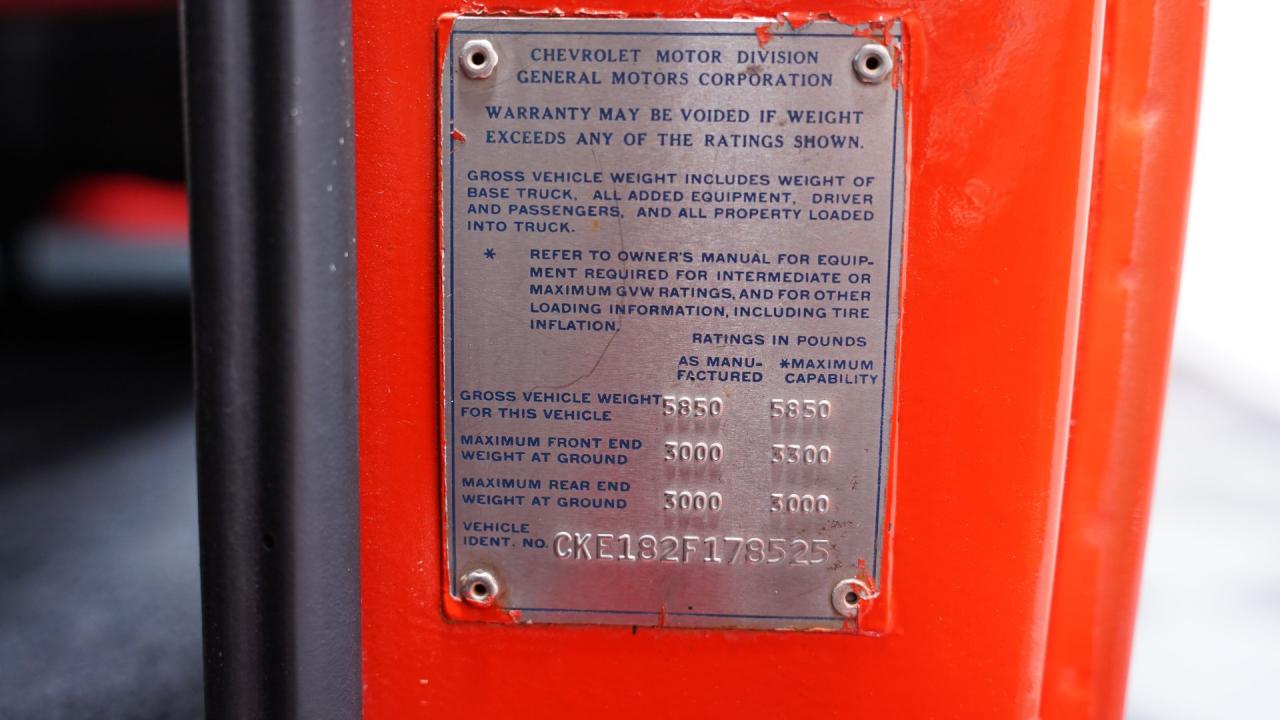 CHEVROLET MOTOR DIVISION
GENERAL MOTORS CORPORATION
WARRANTY MAY BE VOIDED IF WEIGHT
EXCEEDS ANY OF THE RATINGS SHOWN.
GROSS VEHICLE WEIGHT INCLUDES WEIGHT OF
BASE TRUCK, ALL ADDED EQUIPMENT, DRIVER
AND PASSENGERS, AND ALL PROPERTY LOADED
INTO TRUCK.
* REFER TO OWNER'S MANUAL FOR EQUIP-
MENT REQUIRED FOR INTERMEDIATE OR
MAXIMUM GVW RATINGS, AND FOR OTHER
LOADING INFORMATION, INCLUDING TIRE
INFLATION.
RATINGS IN POUNDS
AS MANU- *MAXIMUM
FACTURED CAPABILITY
GROSS VEHICLE WEIGHT 5850 5850
FOR THIS VEHICLE
MAXIMUM FRONT END 3000 3300
WEIGHT AT GROUND
MAXIMUM REAR END
WEIGHT AT GROUND 3000 3000
VEHICLE
IDENT. NO. CKE182F178525